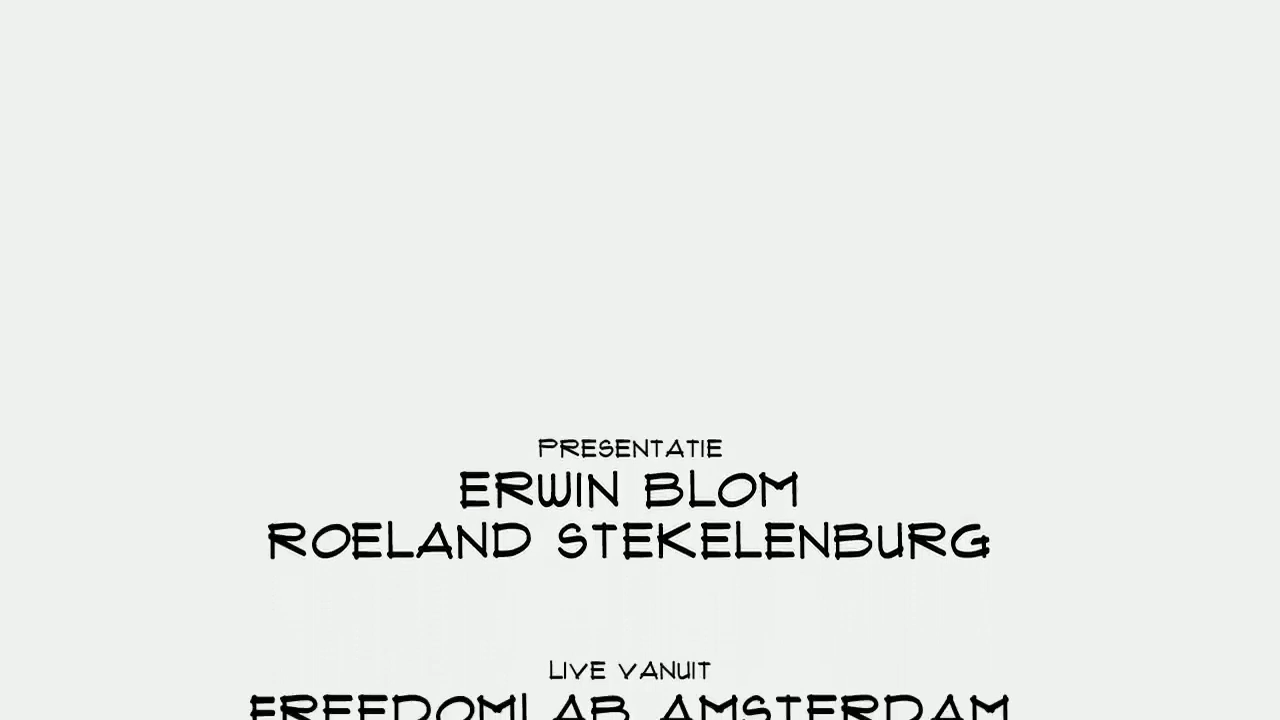 PRESENTATIE
ERWIN BLOM
ROELAND STEKELENBURG
LIVE VANUIT
FREEDOMLAB AMSTERDAM